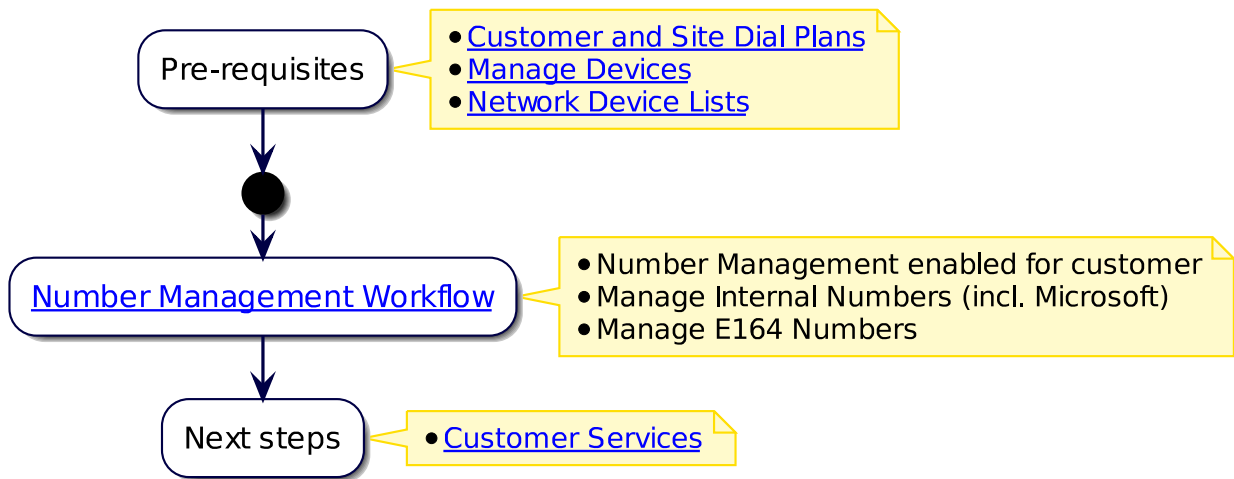 Pre-requisites
•Customer and Site Dial Plans
•Manage Devices
•Network Device Lists
Number Management Workflow
•Number Management enabled for customer
•Manage Internal Numbers (incl. Microsoft)
•Manage E164 Numbers
Next steps
•Customer Services